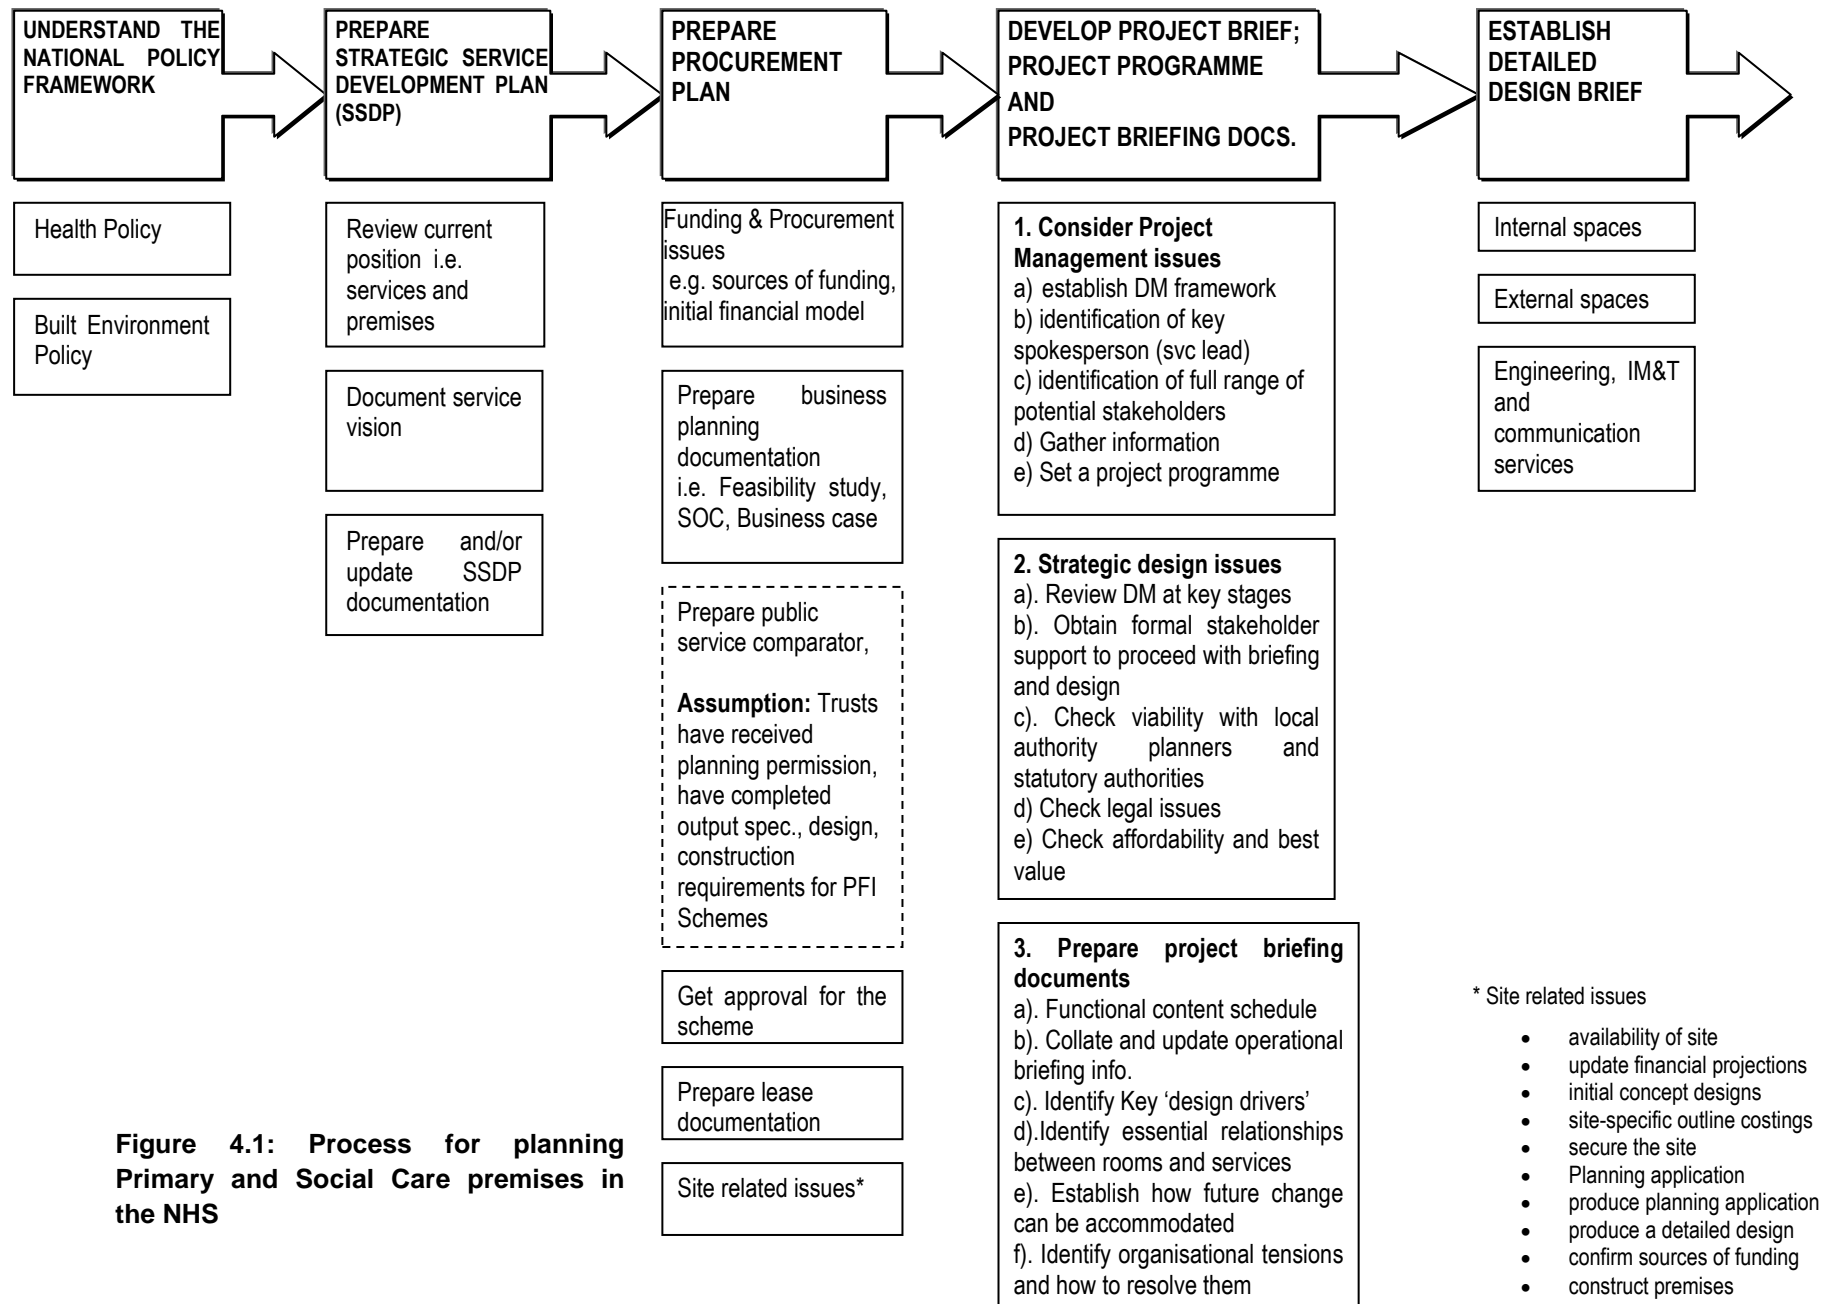 UNDERSTAND THE
NATIONAL POLICY
FRAMEWORK
PREPARE
STRATEGIC SERVICE
DEVELOPMENT PLAN
(SSDP)
PREPARE
PROCUREMENT
PLAN
DEVELOP PROJECT BRIEF;
PROJECT PROGRAMME
AND
PROJECT BRIEFING DOCS.
ESTABLISH
DETAILED
DESIGN BRIEF
Health Policy
Built Environment
Policy
Review current
position i.e.
services and
premises
Document service
vision
Prepare and/or
update SSDP
documentation
Funding & Procurement
issues
e.g. sources of funding,
initial financial model
Prepare business
planning
documentation
i.e. Feasibility study,
SOC, Business case
Prepare public
service comparator,
Assumption: Trusts
have received
planning permission,
have completed
output spec., design,
construction
requirements for PFI
Schemes
Get approval for the
scheme
Prepare lease
documentation
Site related issues*
1. Consider Project
Management issues
a) establish DM framework
b) identification of key
spokesperson (svc lead)
c) identification of full range of
potential stakeholders
d) Gather information
e) Set a project programme
2. Strategic design issues
a). Review DM at key stages
b). Obtain formal stakeholder
support to proceed with briefing
and design
c). Check viability with local
authority planners and
statutory authorities
d) Check legal issues
e) Check affordability and best
value
3. Prepare project briefing
documents
a). Functional content schedule
b). Collate and update operational
briefing info.
c). Identify Key ‘design drivers’
d).Identify essential relationships
between rooms and services
e). Establish how future change
can be accommodated
f). Identify organisational tensions
and how to resolve them
Internal spaces
External spaces
Engineering, IM&T
and
communication
services
* Site related issues
• availability of site
• update financial projections
• initial concept designs
• site-specific outline costings
• secure the site
• Planning application
• produce planning application
• produce a detailed design
• confirm sources of funding
• construct premises
Figure 4.1: Process for planning
Primary and Social Care premises in
the NHS